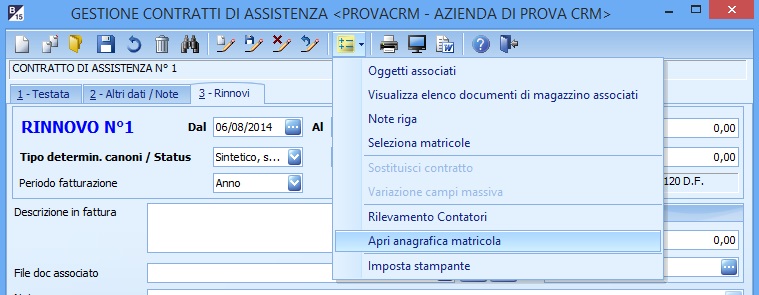 B 15 GESTIONE CONTRATTI DI ASSISTENZA <PROVACRM - AZIENDA DI PROVA CRM>
CONTRATTO DI ASSISTENZA N° 1
1 - Testata 2 - Altri dati / Note 3 - Rinnovi
RINNOVO N°1 Dal 06/08/2014 Al 0,00
Tipo determin. canoni / Status Sintetico, s... 0,00
Periodo fatturazione Anno 120 D.F.
Descrizione in fattura 0,00
File doc associato
Oggetti associati
Visualizza elenco documenti di magazzino associati
Note riga
Seleziona matricole
Sostituisci contratto
Variazione campi massiva
Rilevamento Contatori
Apri anagrafica matricola
Imposta stampante